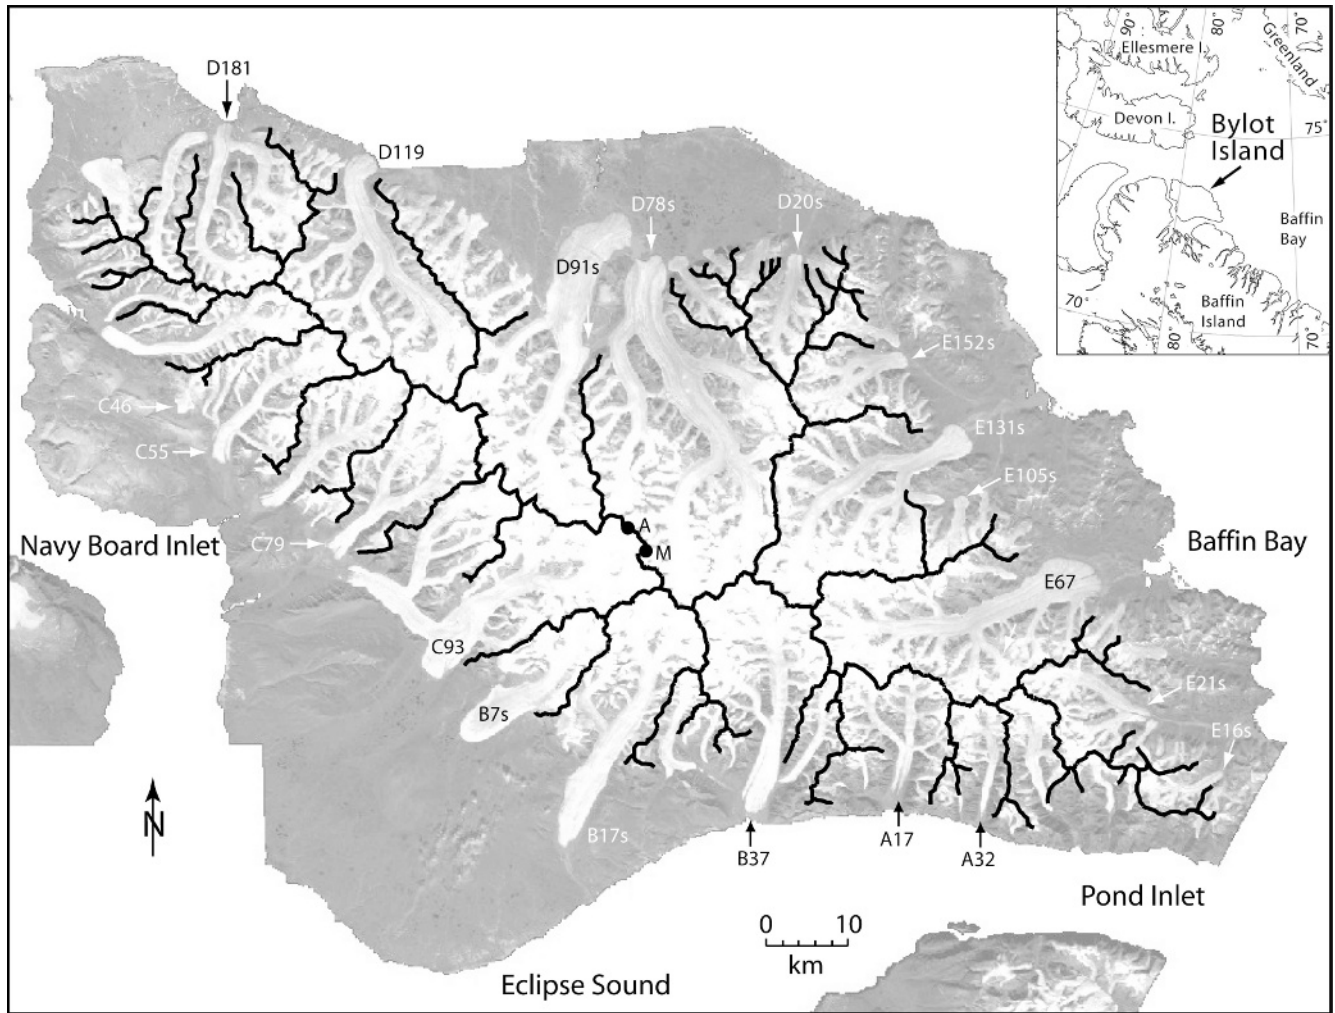 D181
D119
D78s
D20s
D91s
E152s
C46
C55
E131s
E105s
A
M
C79
Navy Board Inlet
Baffin Bay
E67
C93
E21s
B7s
E16s
N
B17s
B37
A17
A32
Pond Inlet
0 10
km
Eclipse Sound
90
80
70
Greenland
Ellesmere I.
Devon I.
75°
Bylot
Island
Baffin
Bay
70°
Baffin
Island
80
70